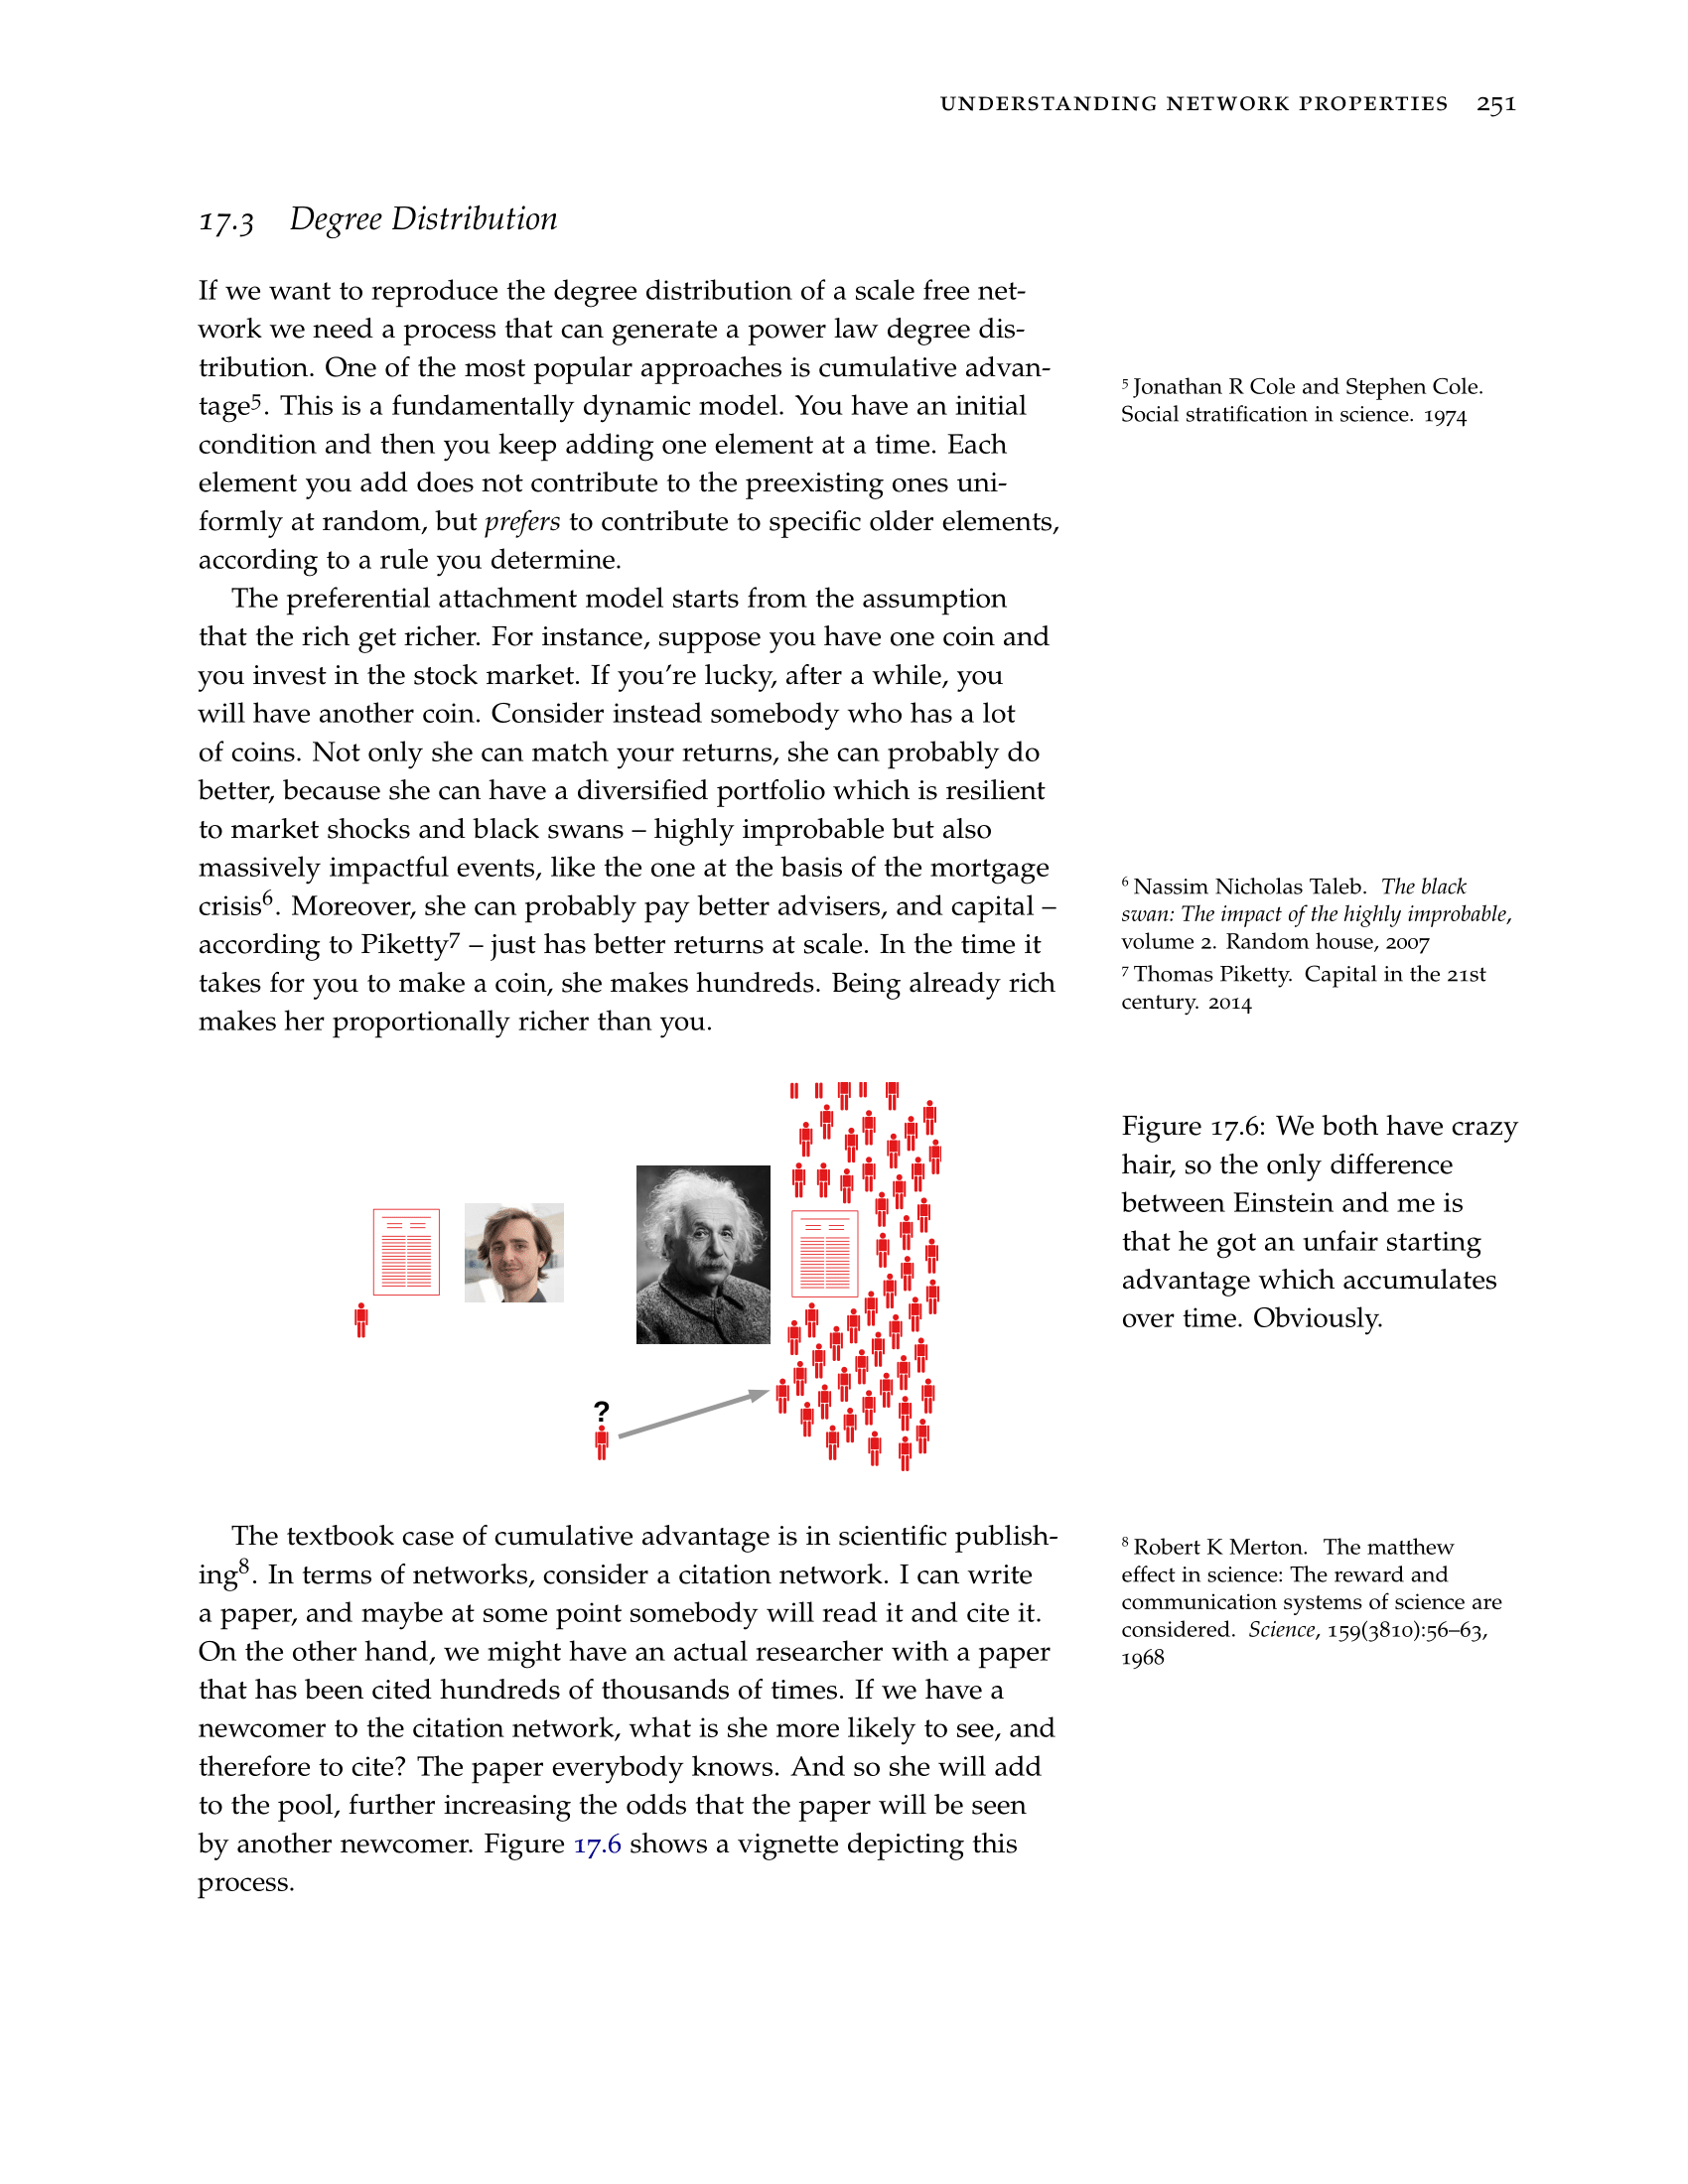 UNDERSTANDING NETWORK PROPERTIES 251
17.3 Degree Distribution
If we want to reproduce the degree distribution of a scale free net-
work we need a process that can generate a power law degree dis-
tribution. One of the most popular approaches is cumulative advan-
tage5. This is a fundamentally dynamic model. You have an initial
condition and then you keep adding one element at a time. Each
element you add does not contribute to the preexisting ones uni-
formly at random, but prefers to contribute to specific older elements,
according to a rule you determine.
5 Jonathan R Cole and Stephen Cole.
Social stratification in science. 1974
The preferential attachment model starts from the assumption
that the rich get richer. For instance, suppose you have one coin and
you invest in the stock market. If you're lucky, after a while, you
will have another coin. Consider instead somebody who has a lot
of coins. Not only she can match your returns, she can probably do
better, because she can have a diversified portfolio which is resilient
to market shocks and black swans – highly improbable but also
massively impactful events, like the one at the basis of the mortgage
crisis6. Moreover, she can probably pay better advisers, and capital –
according to Piketty7 – just has better returns at scale. In the time it
takes for you to make a coin, she makes hundreds. Being already rich
makes her proportionally richer than you.
6 Nassim Nicholas Taleb. The black
swan: The impact of the highly improbable,
volume 2. Random house, 2007
7 Thomas Piketty. Capital in the 21st
century. 2014
?
Figure 17.6: We both have crazy
hair, so the only difference
between Einstein and me is
that he got an unfair starting
advantage which accumulates
over time. Obviously.
The textbook case of cumulative advantage is in scientific publish-
ing8. In terms of networks, consider a citation network. I can write
a paper, and maybe at some point somebody will read it and cite it.
On the other hand, we might have an actual researcher with a paper
that has been cited hundreds of thousands of times. If we have a
newcomer to the citation network, what is she more likely to see, and
therefore to cite? The paper everybody knows. And so she will add
to the pool, further increasing the odds that the paper will be seen
by another newcomer. Figure 17.6 shows a vignette depicting this
process.
8 Robert K Merton. The matthew
effect in science: The reward and
communication systems of science are
considered. Science, 159(3810):56–63,
1968